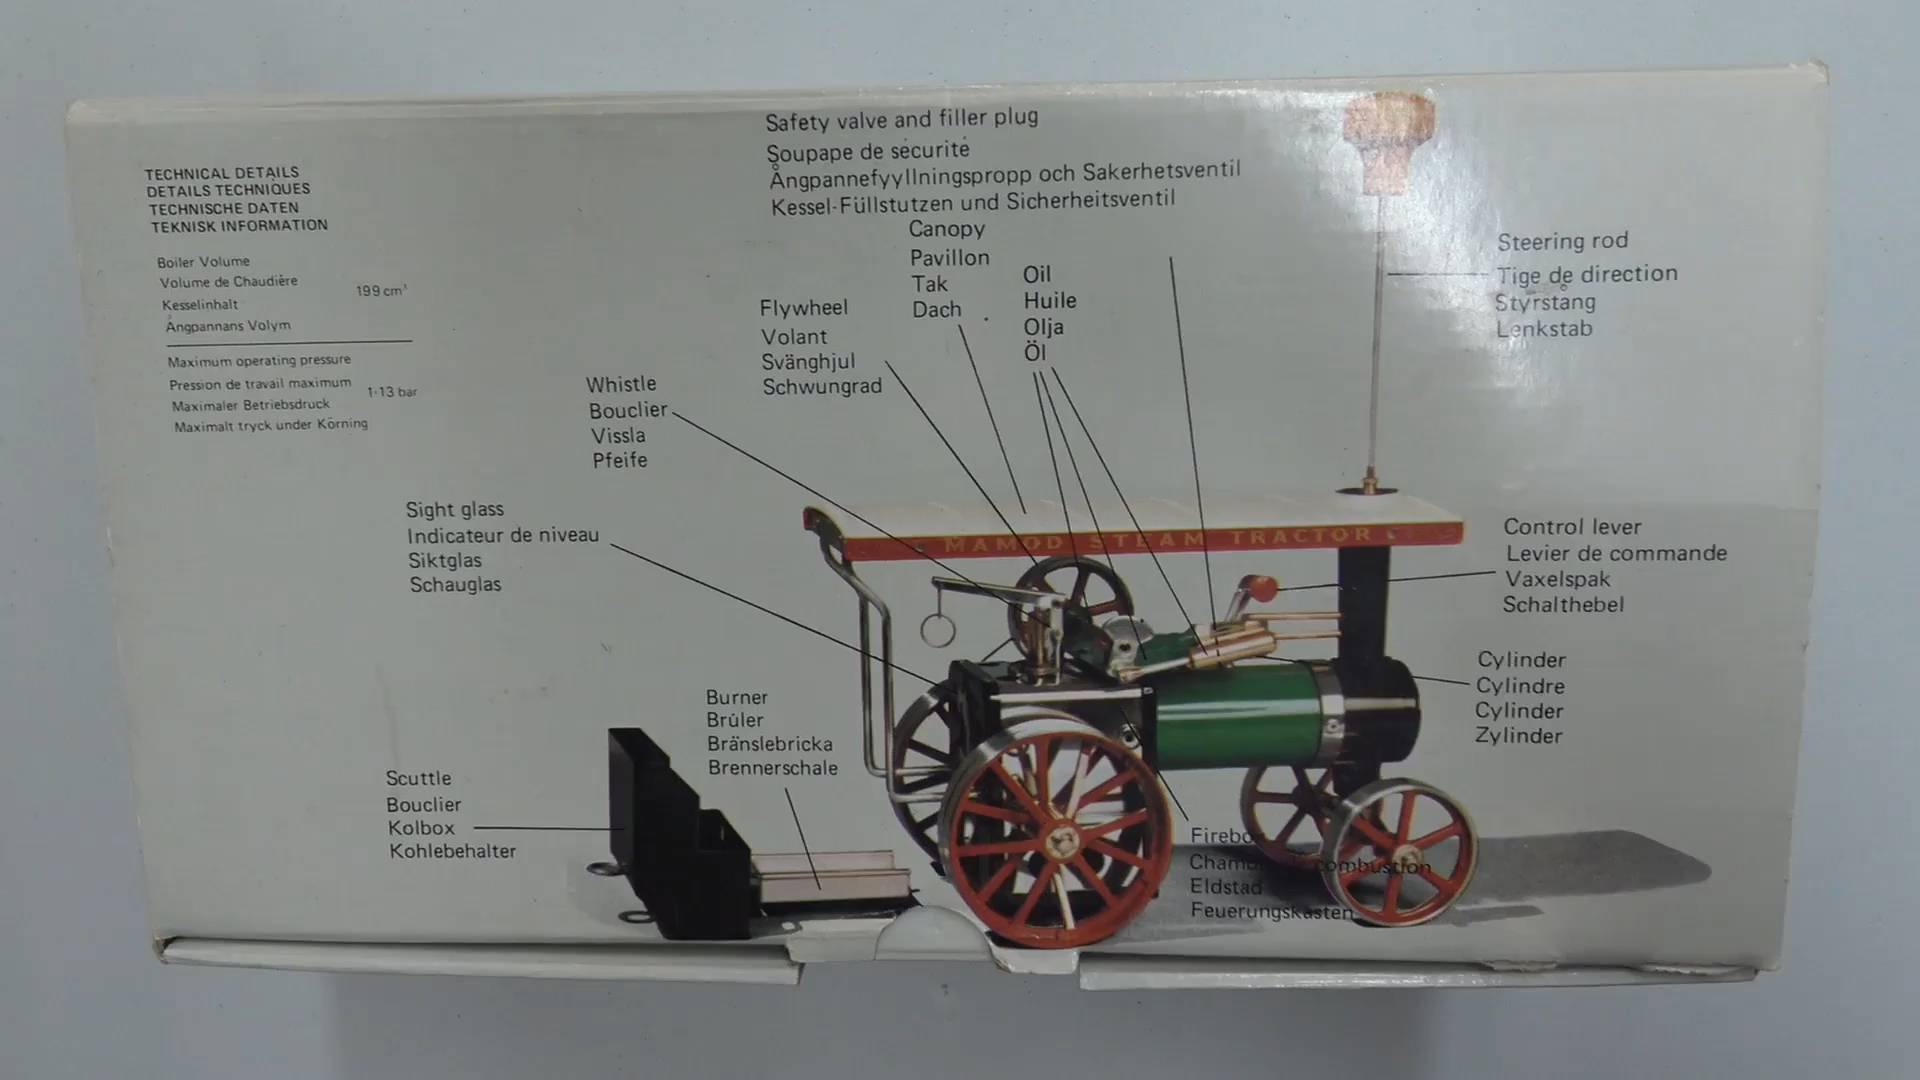 TECHNICAL DETAILS
DETAILS TECHNIQUES
TECHNISCHE DATEN
TEKNISK INFORMATION
Boiler Volume
Volume de Chaudière
Kesselinhalt
Ångpannans Volym
199 cm³
Maximum operating pressure
Pression de travail maximum
Maximaler Betriebsdruck
Maximalt tryck under Körning
1·13 bar
Safety valve and filler plug
Soupape de sécurité
Ångpannefyyllningspropp och Sakerhetsventil
Kessel-Füllstutzen und Sicherheitsventil
Canopy
Pavillon
Tak
Dach
Oil
Huile
Olja
Öl
Flywheel
Volant
Svänghjul
Schwungrad
Whistle
Bouclier
Vissla
Pfeife
Sight glass
Indicateur de niveau
Siktglas
Schauglas
Steering rod
Tige de direction
Styrstång
Lenkstab
MAMOD STEAM TRACTOR
Control lever
Levier de commande
Vaxelspak
Schalthebel
Cylinder
Cylindre
Cylinder
Zylinder
Burner
Brûler
Bränslebricka
Brennerschale
Scuttle
Bouclier
Kolbox
Kohlebehalter
Firebox
combustion
Eldstad
Feuerungskasten